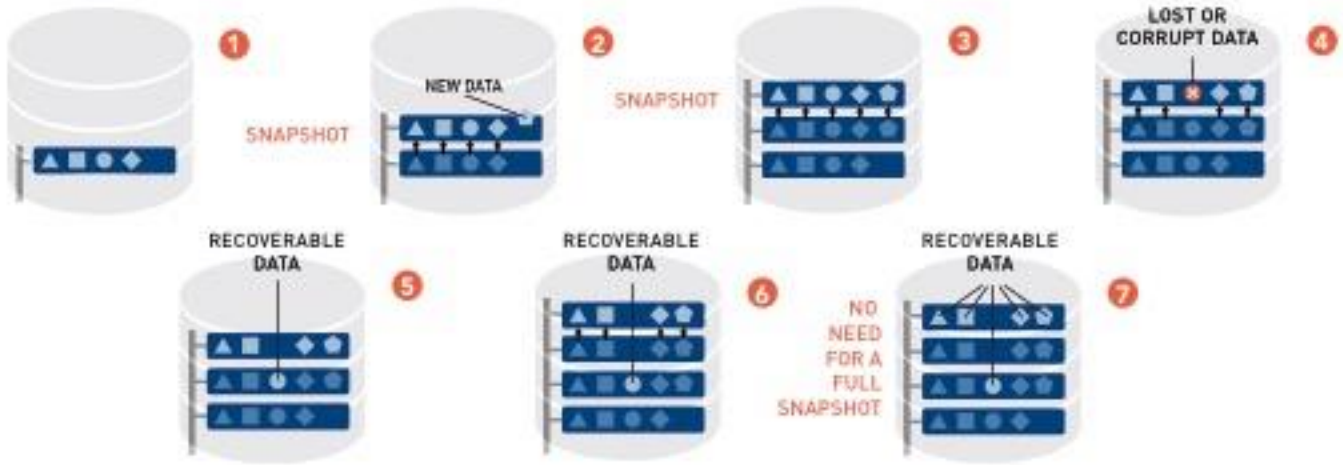 1
SNAPSHOT
NEW DATA
2
SNAPSHOT
3
LOST OR
CORRUPT DATA
4
RECOVERABLE
DATA
5
RECOVERABLE
DATA
6
NO
NEED
FOR A
FULL
SNAPSHOT
RECOVERABLE
DATA
7